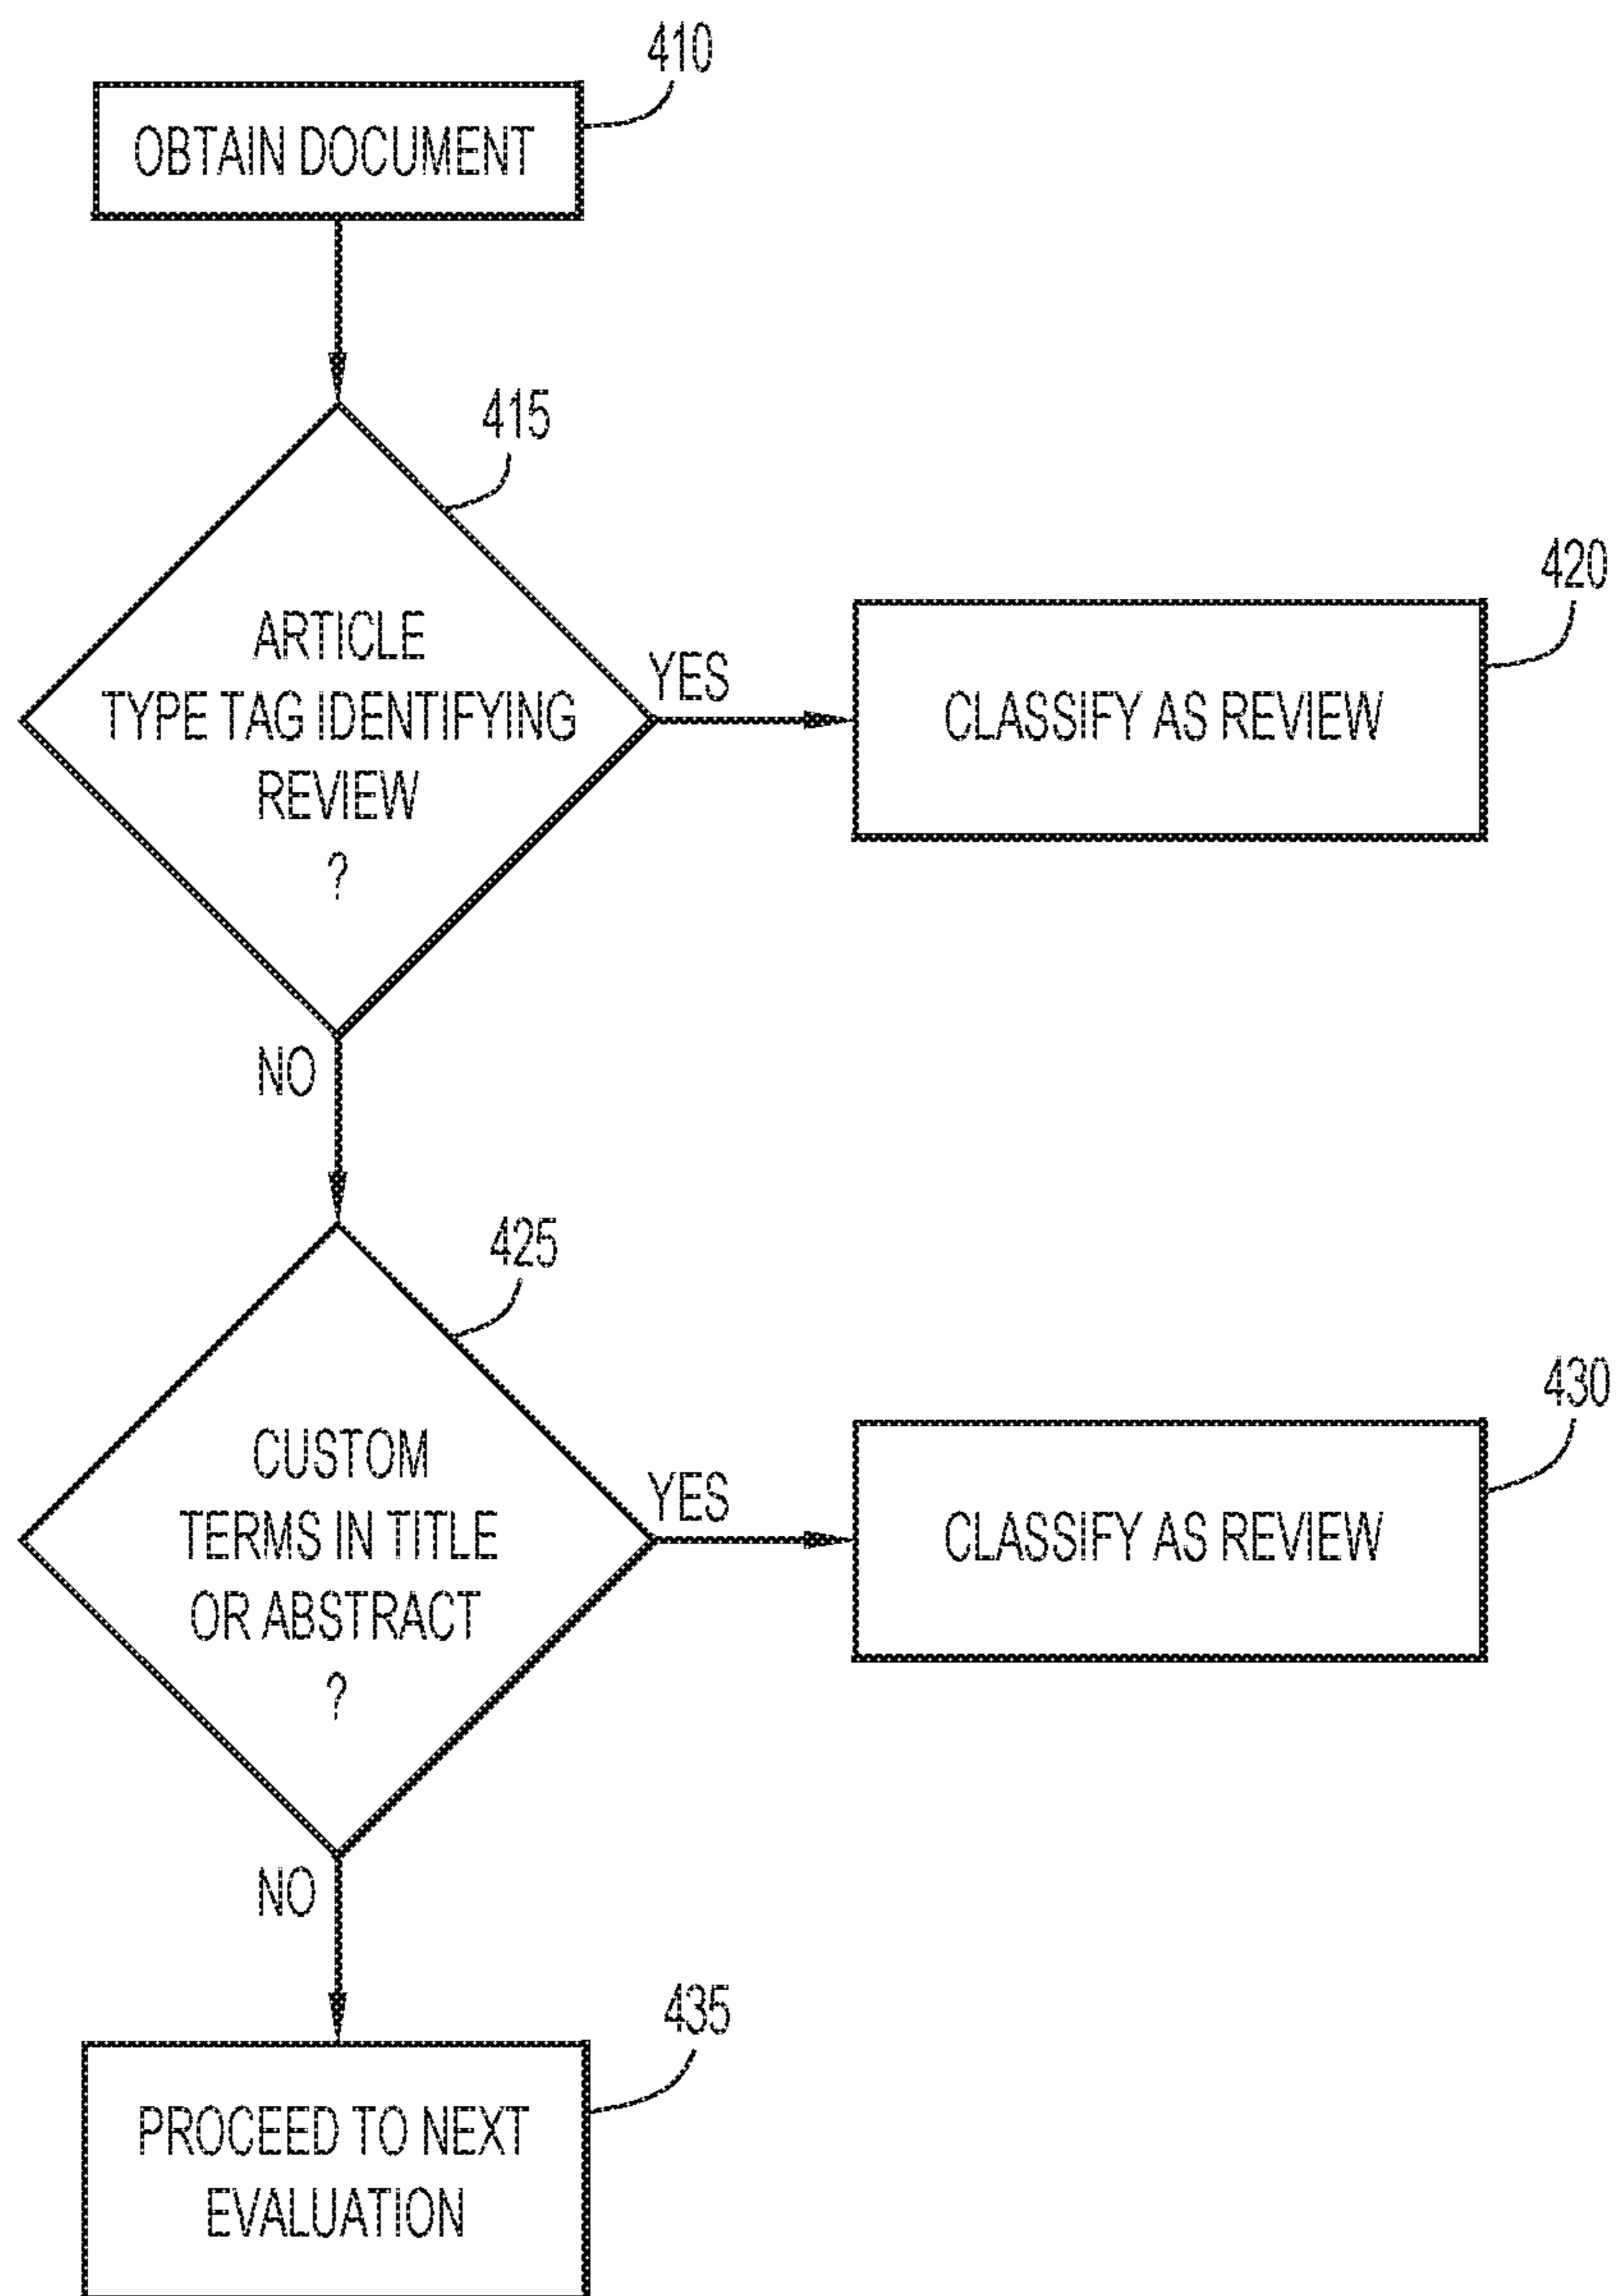 410
OBTAIN DOCUMENT
415
ARTICLE
TYPE TAG IDENTIFYING
REVIEW
?
YES
420
CLASSIFY AS REVIEW
NO
425
CUSTOM
TERMS IN TITLE
OR ABSTRACT
?
YES
430
CLASSIFY AS REVIEW
NO
435
PROCEED TO NEXT
EVALUATION